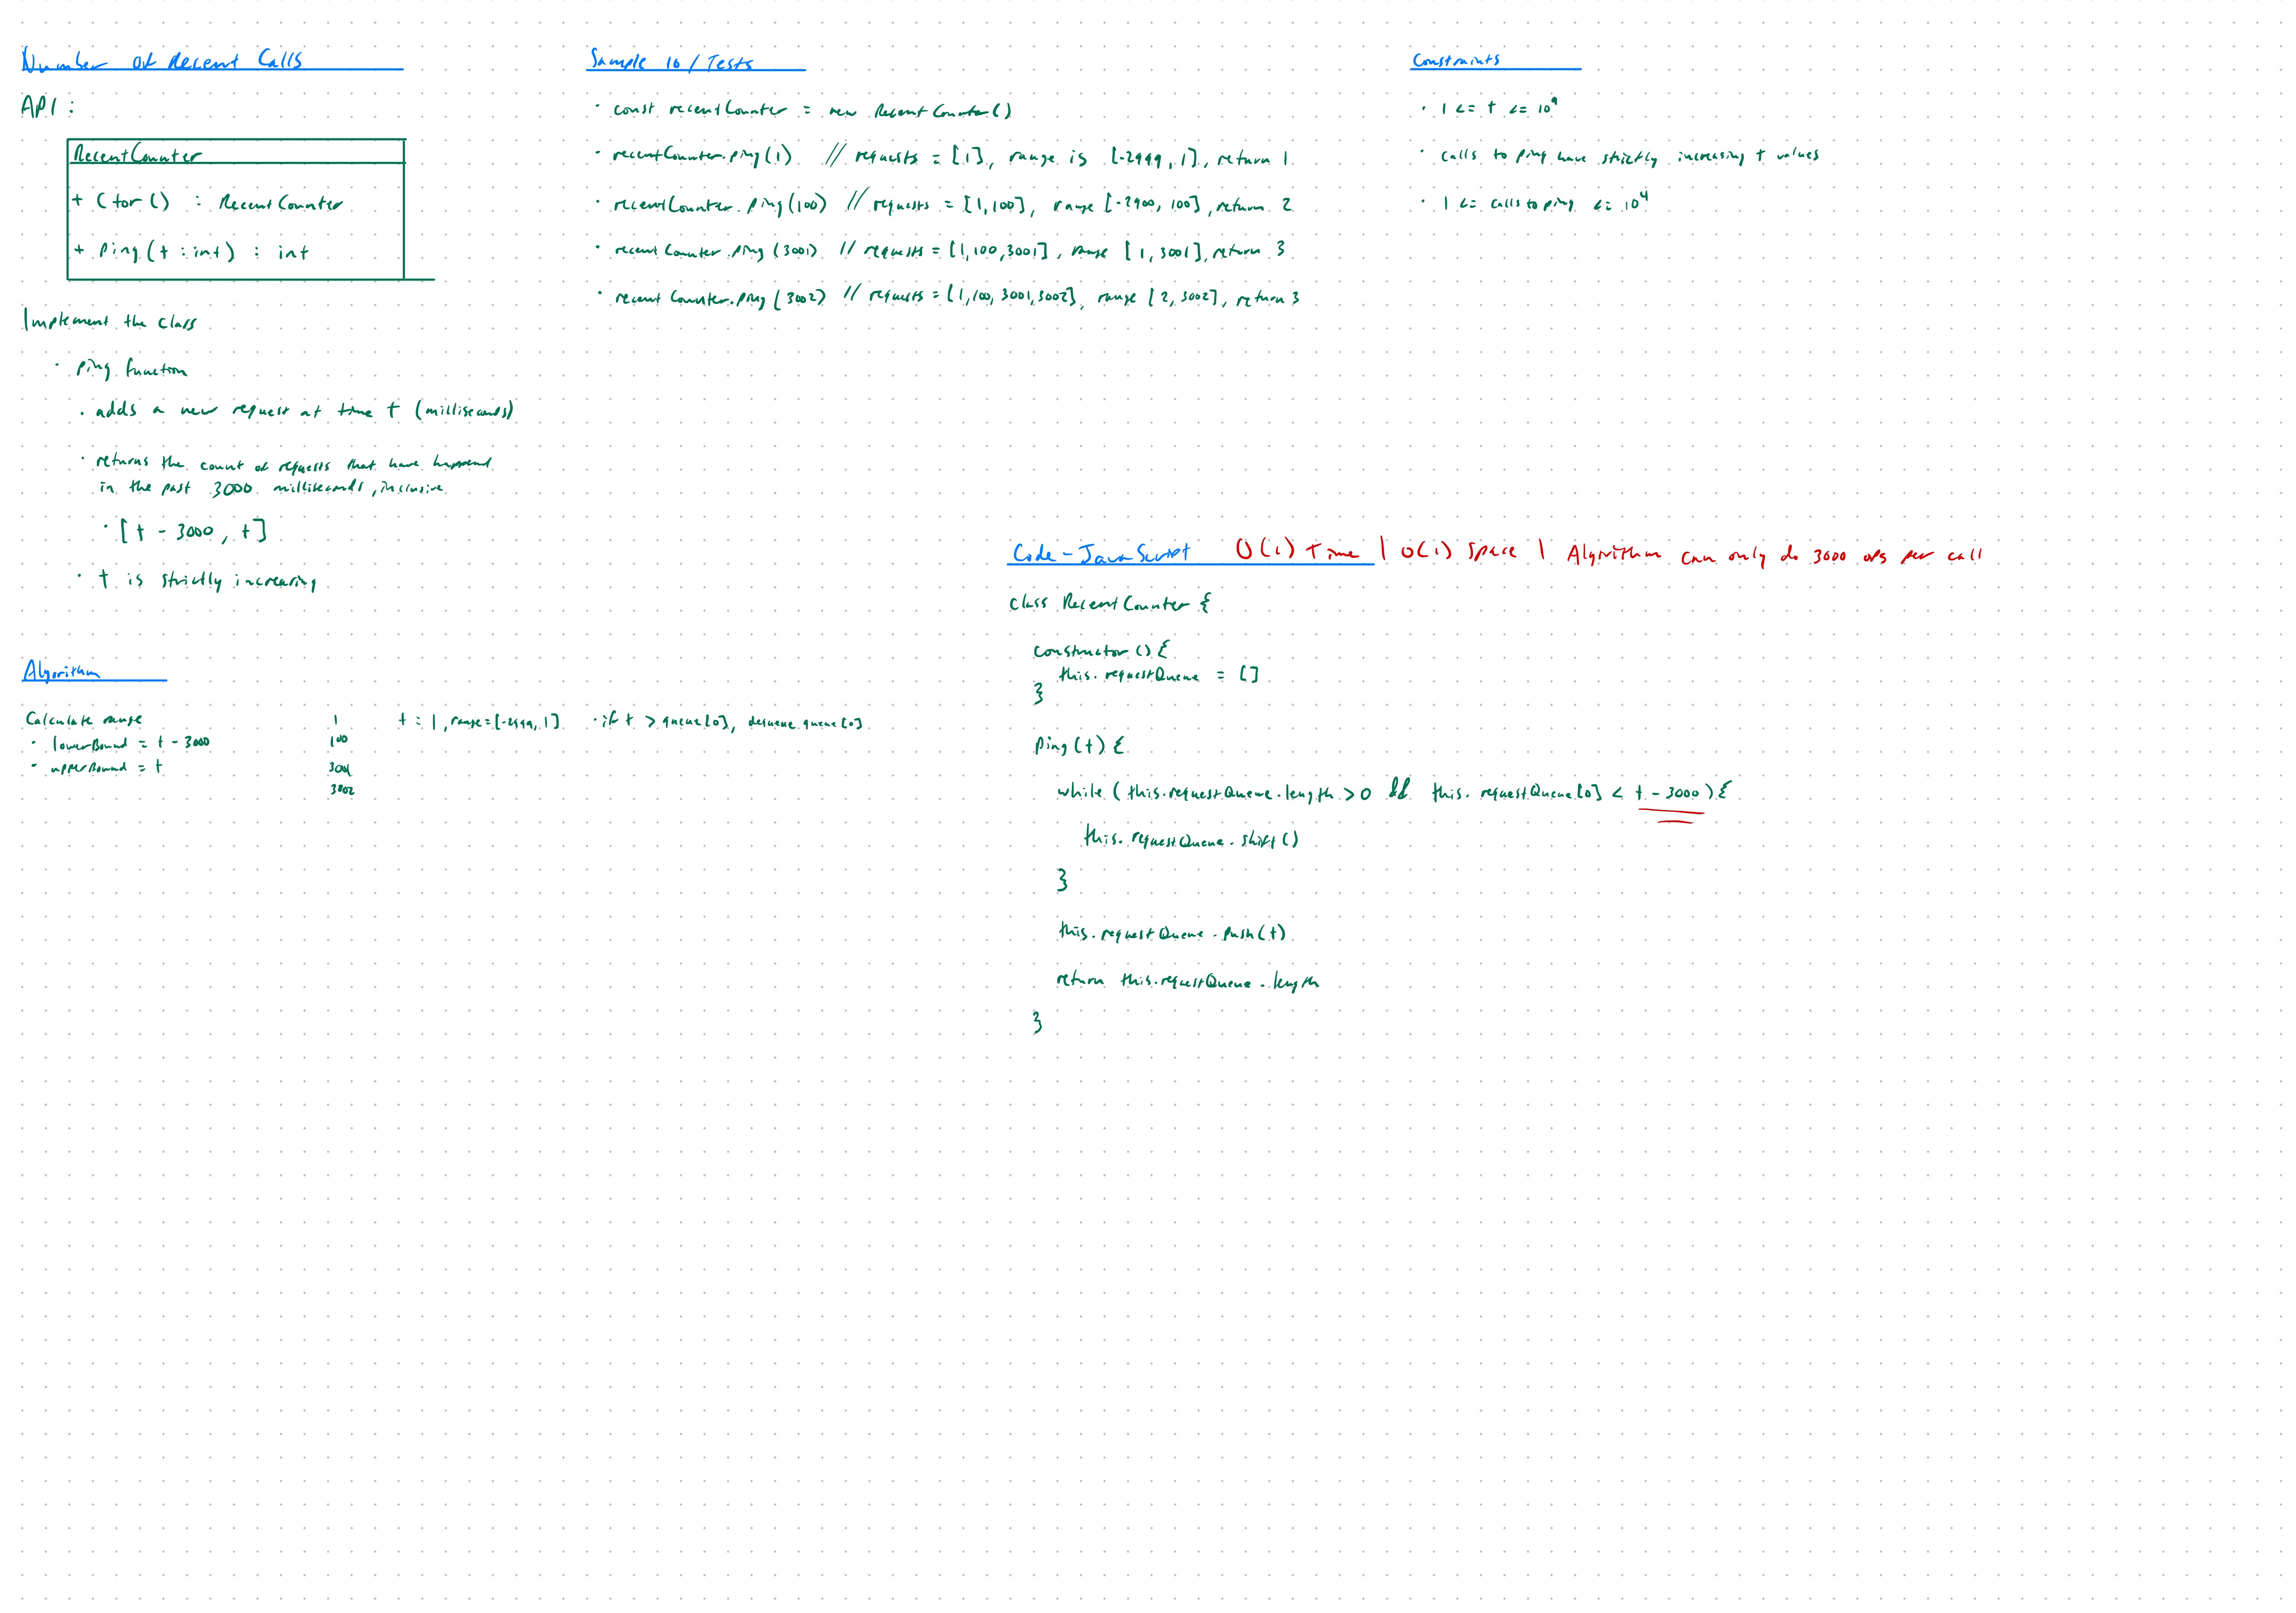 Number of Recent Calls
API :
RecentCounter
+ Ctor() : RecentCounter
+ Ping(t : int) : int
Implement the class
· Ping function
· adds a new request at time t (milliseconds)
· returns the count of requests that have happened
in the past 3000 milliseconds, inclusive
· [t - 3000, t]
· t is strictly increasing
Sample IO / Tests
· const recentCounter = new RecentCounter()
· recentCounter.ping(1) // requests = [1], range is [-2999, 1], return 1
· recentCounter.ping(100) // requests = [1,100], range [-2900, 100], return 2
· recentCounter.ping(3001) // requests = [1,100,3001], range [1, 3001], return 3
· recentCounter.ping(3002) // requests = [1,100,3001,3002], range [2, 3002], return 3
Constraints
· 1 <= t <= 10⁹
· calls to ping have strictly increasing t values
· 1 <= calls to ping <= 10⁴
Algorithm
Calculate range
· lowerBound = t - 3000
· upperBound = t
1
100
3001
3002
t : 1, range=[-2999, 1] · if t > queue[0], dequeue queue[0]
Code - JavaScript O(1) Time | O(1) Space | Algorithm can only do 3000 ops per call
class RecentCounter {
constructor () {
this.requestQueue = []
}
Ping(t) {
while (this.requestQueue.length > 0 && this.requestQueue[0] < t - 3000) {
this.requestQueue.shift()
}
this.requestQueue.push(t)
return this.requestQueue.length
}